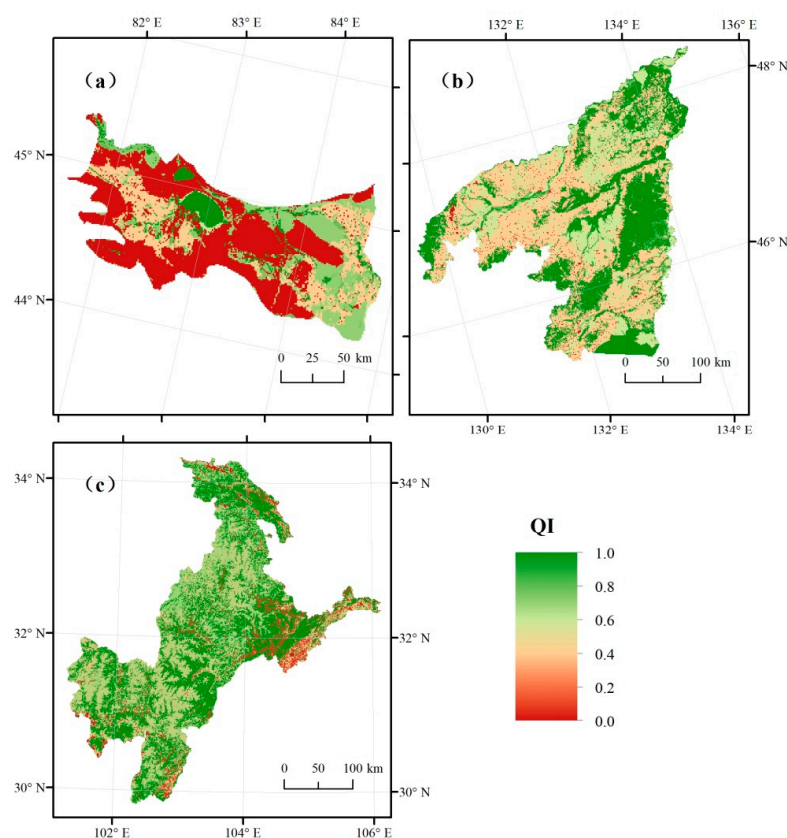 82° E 83° E 84° E
136° E
132° E 134° E
（a）
（b）
48° N
45° N
46° N
44° N
0 25 50 km
0 50 100 km
130° E 132° E 134° E
34° N
（c）
34° N
QI
1.0
0.8
0.6
0.4
0.2
0.0
32° N
32° N
30° N
0 50 100 km
30° N
102° E 104° E 106° E